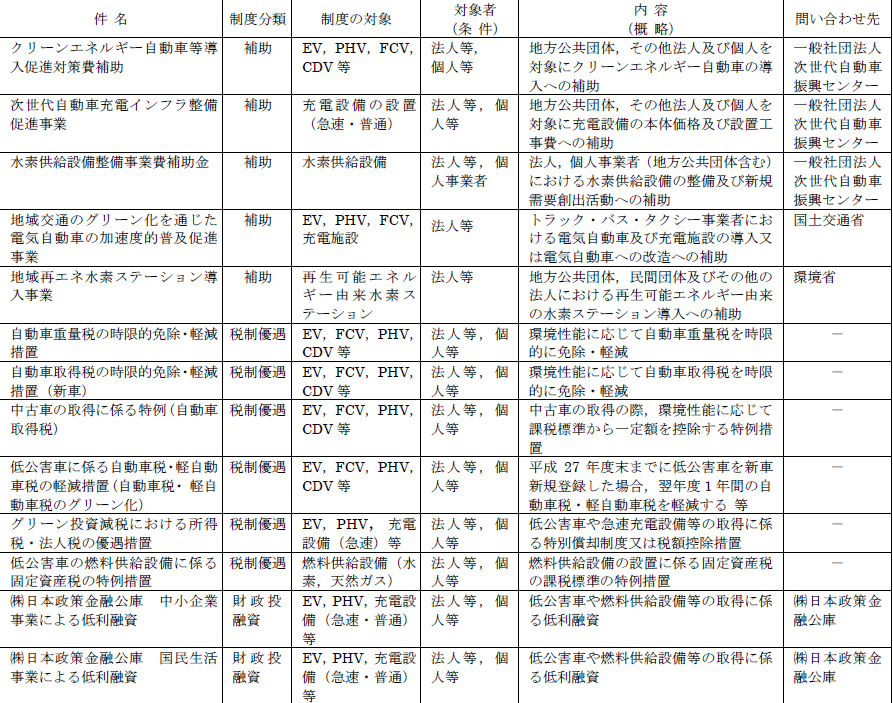 件 名
制度分類
制度の対象
対象者
（条 件）
内 容
（概 略）
問い合わせ先
クリーンエネルギー自動車等導
入促進対策費補助
補助
EV，PHV，FCV，
CDV 等
法人等，
個人等
地方公共団体，その他法人及び個人を
対象にクリーンエネルギー自動車の導
入への補助
一般社団法人
次世代自動車
振興センター
次世代自動車充電インフラ整備
促進事業
補助
充電設備の設置
（急速・普通）
法人等，個
人等
地方公共団体，その他法人及び個人を
対象に充電設備の本体価格及び設置工
事費への補助
一般社団法人
次世代自動車
振興センター
水素供給設備整備事業費補助金
補助
水素供給設備
法人等，個
人事業者
法人，個人事業者（地方公共団体含む）
における水素供給設備の整備及び新規
需要創出活動への補助
一般社団法人
次世代自動車
振興センター
地域交通のグリーン化を通じた
電気自動車の加速度的普及促進
事業
補助
EV，PHV，FCV，
充電施設
法人等
トラック・バス・タクシー事業者にお
ける電気自動車及び充電施設の導入又
は電気自動車への改造への補助
国土交通省
地域再エネ水素ステーション導
入事業
補助
再生可能エネル
ギー由来水素ス
テーション
法人等
地方公共団体，民間団体及びその他の
法人における再生可能エネルギー由来
の水素ステーション導入への補助
環境省
自動車重量税の時限的免除・軽減
措置
税制優遇
EV，FCV，PHV，
CDV 等
法人等，個
人等
環境性能に応じて自動車重量税を時限
的に免除・軽減
－
自動車取得税の時限的免除・軽減
措置（新車）
税制優遇
EV，FCV，PHV，
CDV 等
法人等，個
人等
環境性能に応じて自動車取得税を時限
的に免除・軽減
－
中古車の取得に係る特例（自動車
取得税）
税制優遇
EV，FCV，PHV，
CDV 等
法人等，個
人等
中古車の取得の際，環境性能に応じて
課税標準から一定額を控除する特例措
置
－
低公害車に係る自動車税・軽自動
車税の軽減措置（自動車税・ 軽自
動車税のグリーン化）
税制優遇
EV，FCV，PHV，
CDV 等
法人等，個
人等
平成 27 年度末までに低公害車を新車
新規登録した場合，翌年度１年間の自
動車税・軽自動車税を軽減する 等
－
グリーン投資減税における所得
税・法人税の優遇措置
税制優遇
EV，PHV，充電
設備（急速）等
法人等，個
人等
低公害車や急速充電設備等の取得に係
る特別償却制度又は税額控除措置
－
低公害車の燃料供給設備に係る
固定資産税の特例措置
税制優遇
燃料供給設備（水
素，天然ガス）
法人等，個
人等
燃料供給設備の設置に係る固定資産税
の課税標準の特例措置
－
㈱日本政策金融公庫　中小企業
事業による低利融資
財政投
融資
EV，PHV，充電設
備（急速・普通）
等
法人等，個
人等
低公害車や燃料供給設備等の取得に係
る低利融資
㈱日本政策金
融公庫
㈱日本政策金融公庫　国民生活
事業による低利融資
財政投
融資
EV，PHV，充電設
備（急速・普通）
等
法人等，個
人等
低公害車や燃料供給設備等の取得に係
る低利融資
㈱日本政策金
融公庫